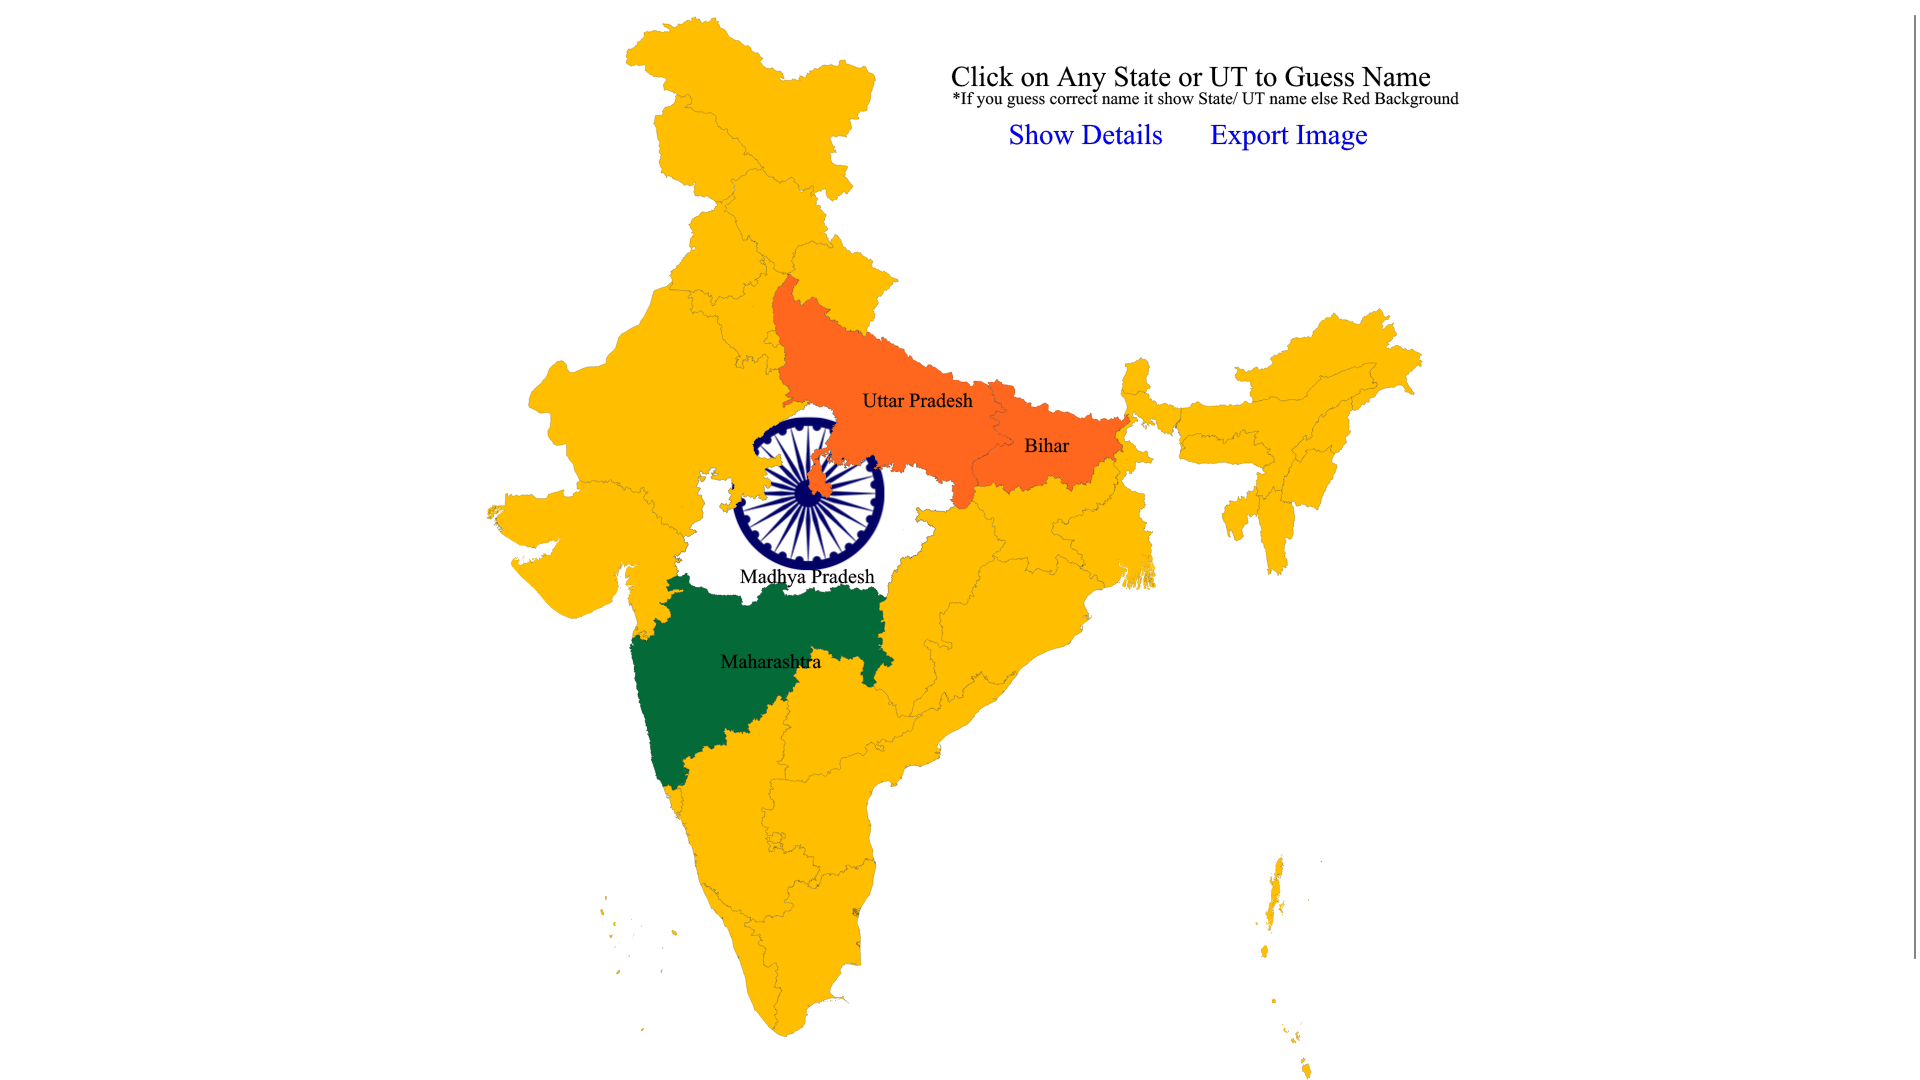 Click on Any State or UT to Guess Name
*If you guess correct name it show State/ UT name else Red Background
Show Details Export Image
Uttar Pradesh
Bihar
Madhya Pradesh
Maharashtra